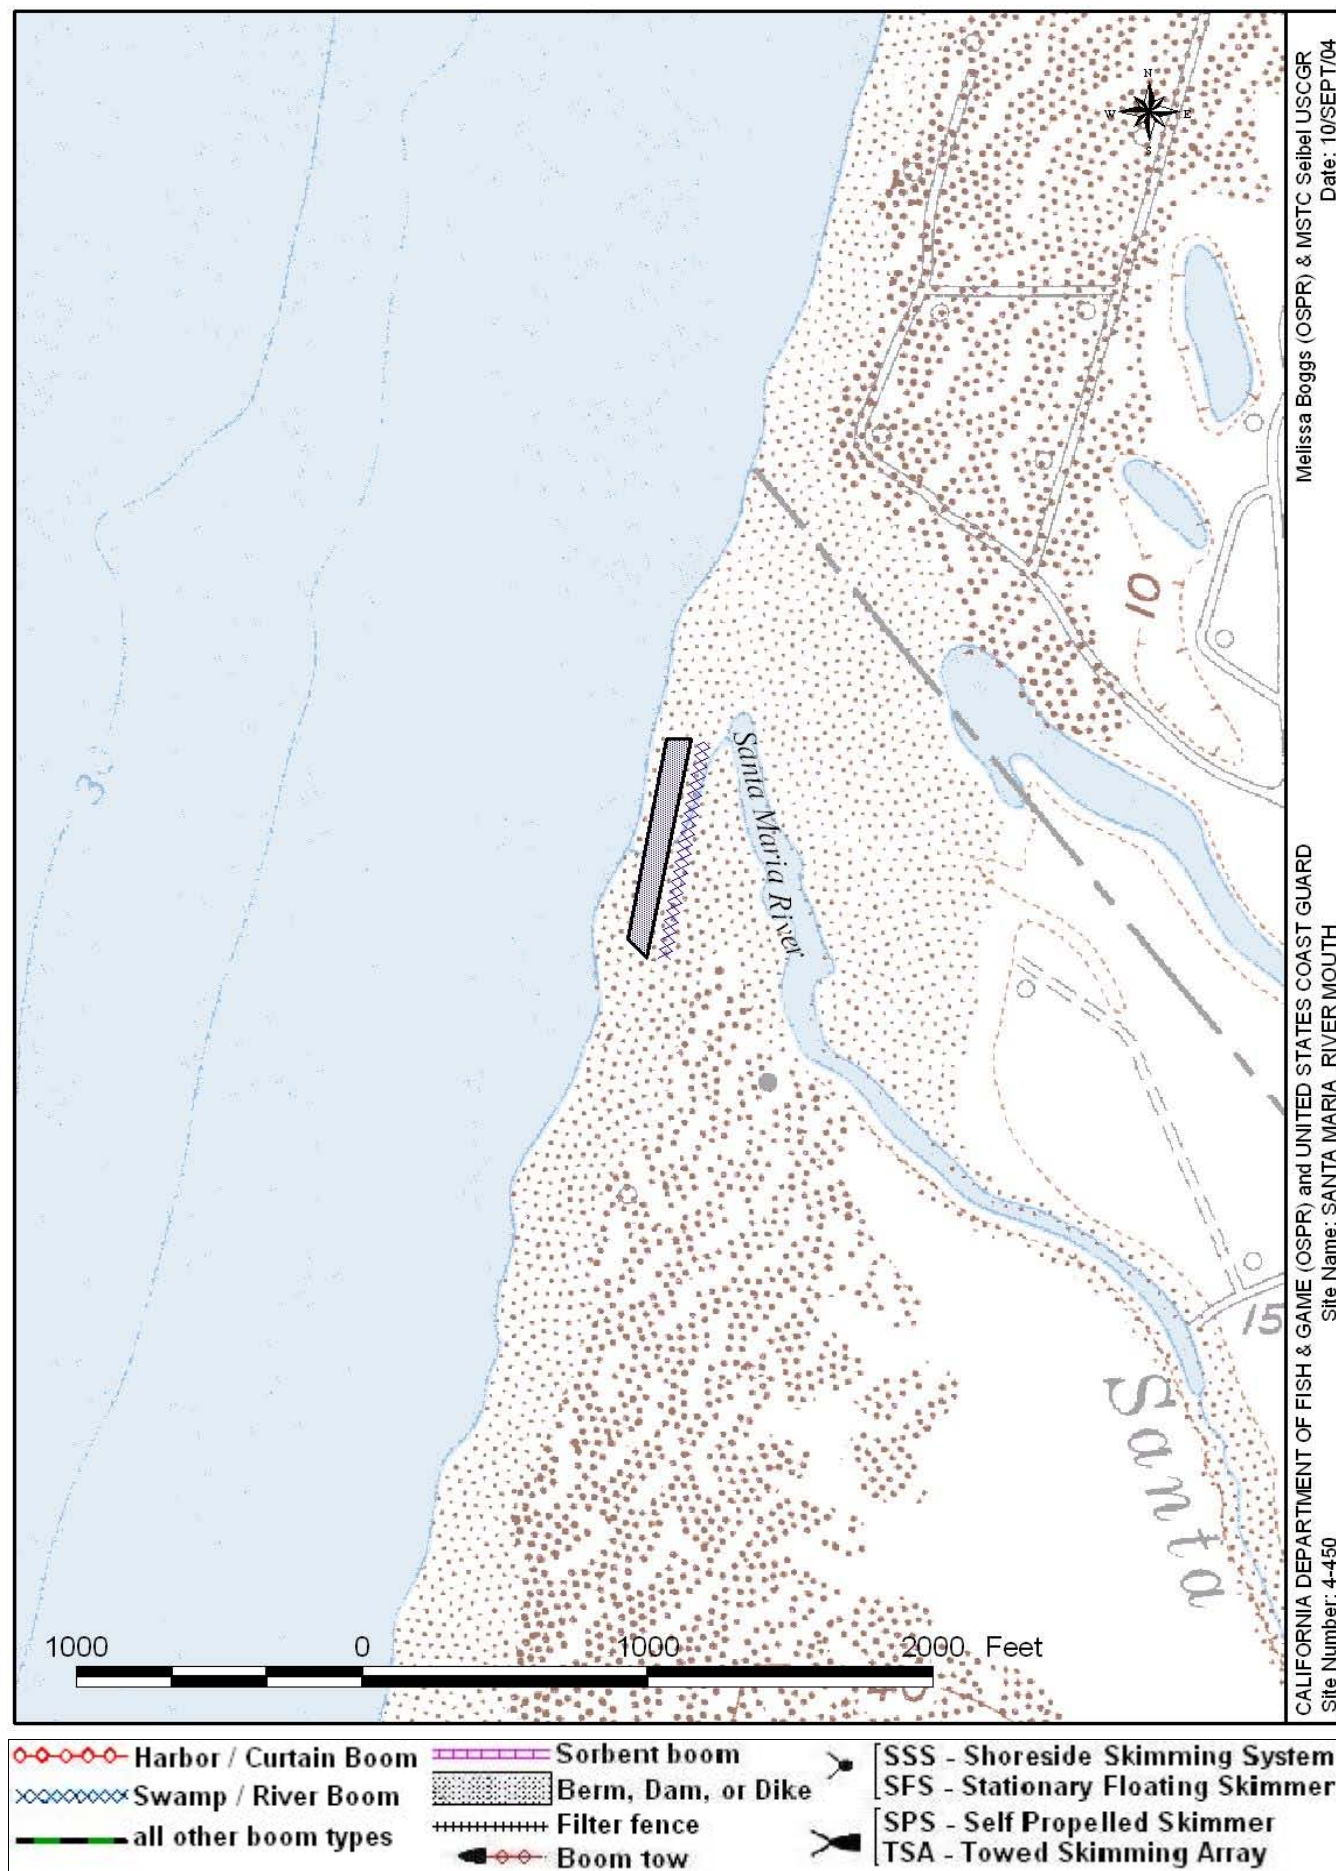 N
W E
S
10
3
Santa Maria River
15
Santa
1000 0 1000 2000 Feet
Melissa Boggs (OSPR) & MSTC Seibel USCGR
Date: 10/SEPT/04
CALIFORNIA DEPARTMENT OF FISH & GAME (OSPR) and UNITED STATES COAST GUARD
Site Number: 4-450 Site Name: SANTA MARIA RIVER MOUTH
Harbor / Curtain Boom
Swamp / River Boom
all other boom types
Sorbent boom
Berm, Dam, or Dike
Filter fence
Boom tow
SSS - Shoreside Skimming System
SFS - Stationary Floating Skimmer
SPS - Self Propelled Skimmer
TSA - Towed Skimming Array